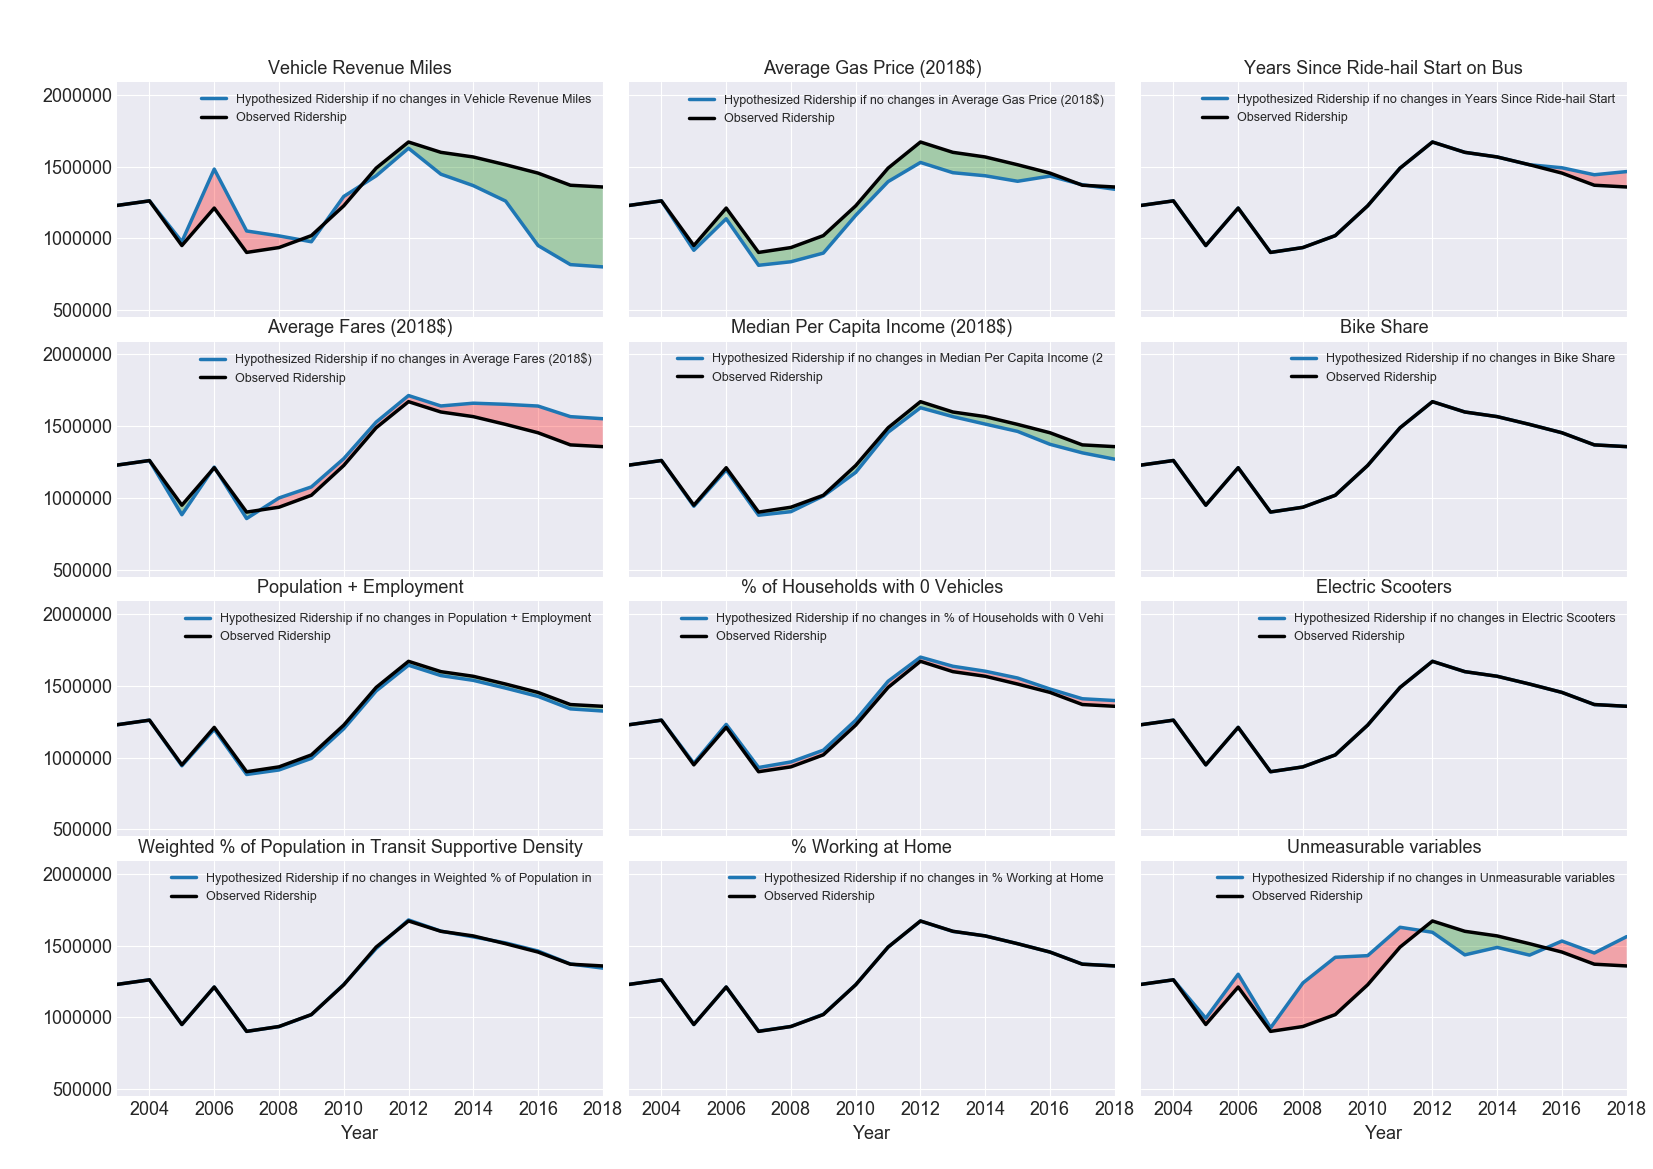 Vehicle Revenue Miles
2000000
1500000
1000000
500000
Hypothesized Ridership if no changes in Vehicle Revenue Miles
Observed Ridership
Average Gas Price (2018$)
Hypothesized Ridership if no changes in Average Gas Price (2018$)
Observed Ridership
Years Since Ride-hail Start on Bus
Hypothesized Ridership if no changes in Years Since Ride-hail Start
Observed Ridership
Average Fares (2018$)
2000000
1500000
1000000
500000
Hypothesized Ridership if no changes in Average Fares (2018$)
Observed Ridership
Median Per Capita Income (2018$)
Hypothesized Ridership if no changes in Median Per Capita Income (2
Observed Ridership
Bike Share
Hypothesized Ridership if no changes in Bike Share
Observed Ridership
Population + Employment
2000000
1500000
1000000
500000
Hypothesized Ridership if no changes in Population + Employment
Observed Ridership
% of Households with 0 Vehicles
Hypothesized Ridership if no changes in % of Households with 0 Vehi
Observed Ridership
Electric Scooters
Hypothesized Ridership if no changes in Electric Scooters
Observed Ridership
Weighted % of Population in Transit Supportive Density
2000000
1500000
1000000
500000
Hypothesized Ridership if no changes in Weighted % of Population in
Observed Ridership
2004 2006 2008 2010 2012 2014 2016 2018
Year
% Working at Home
Hypothesized Ridership if no changes in % Working at Home
Observed Ridership
2004 2006 2008 2010 2012 2014 2016 2018
Year
Unmeasurable variables
Hypothesized Ridership if no changes in Unmeasurable variables
Observed Ridership
2004 2006 2008 2010 2012 2014 2016 2018
Year